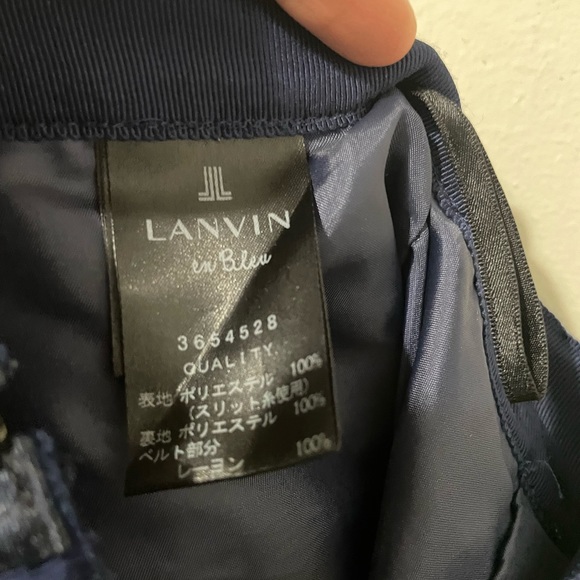 LANVIN
en Bleu
3654528
QUALITY
表地 ポリエステル 100%
(スリット糸使用)
裏地 ポリエステル 100%
ベルト部分
レーヨン 100%